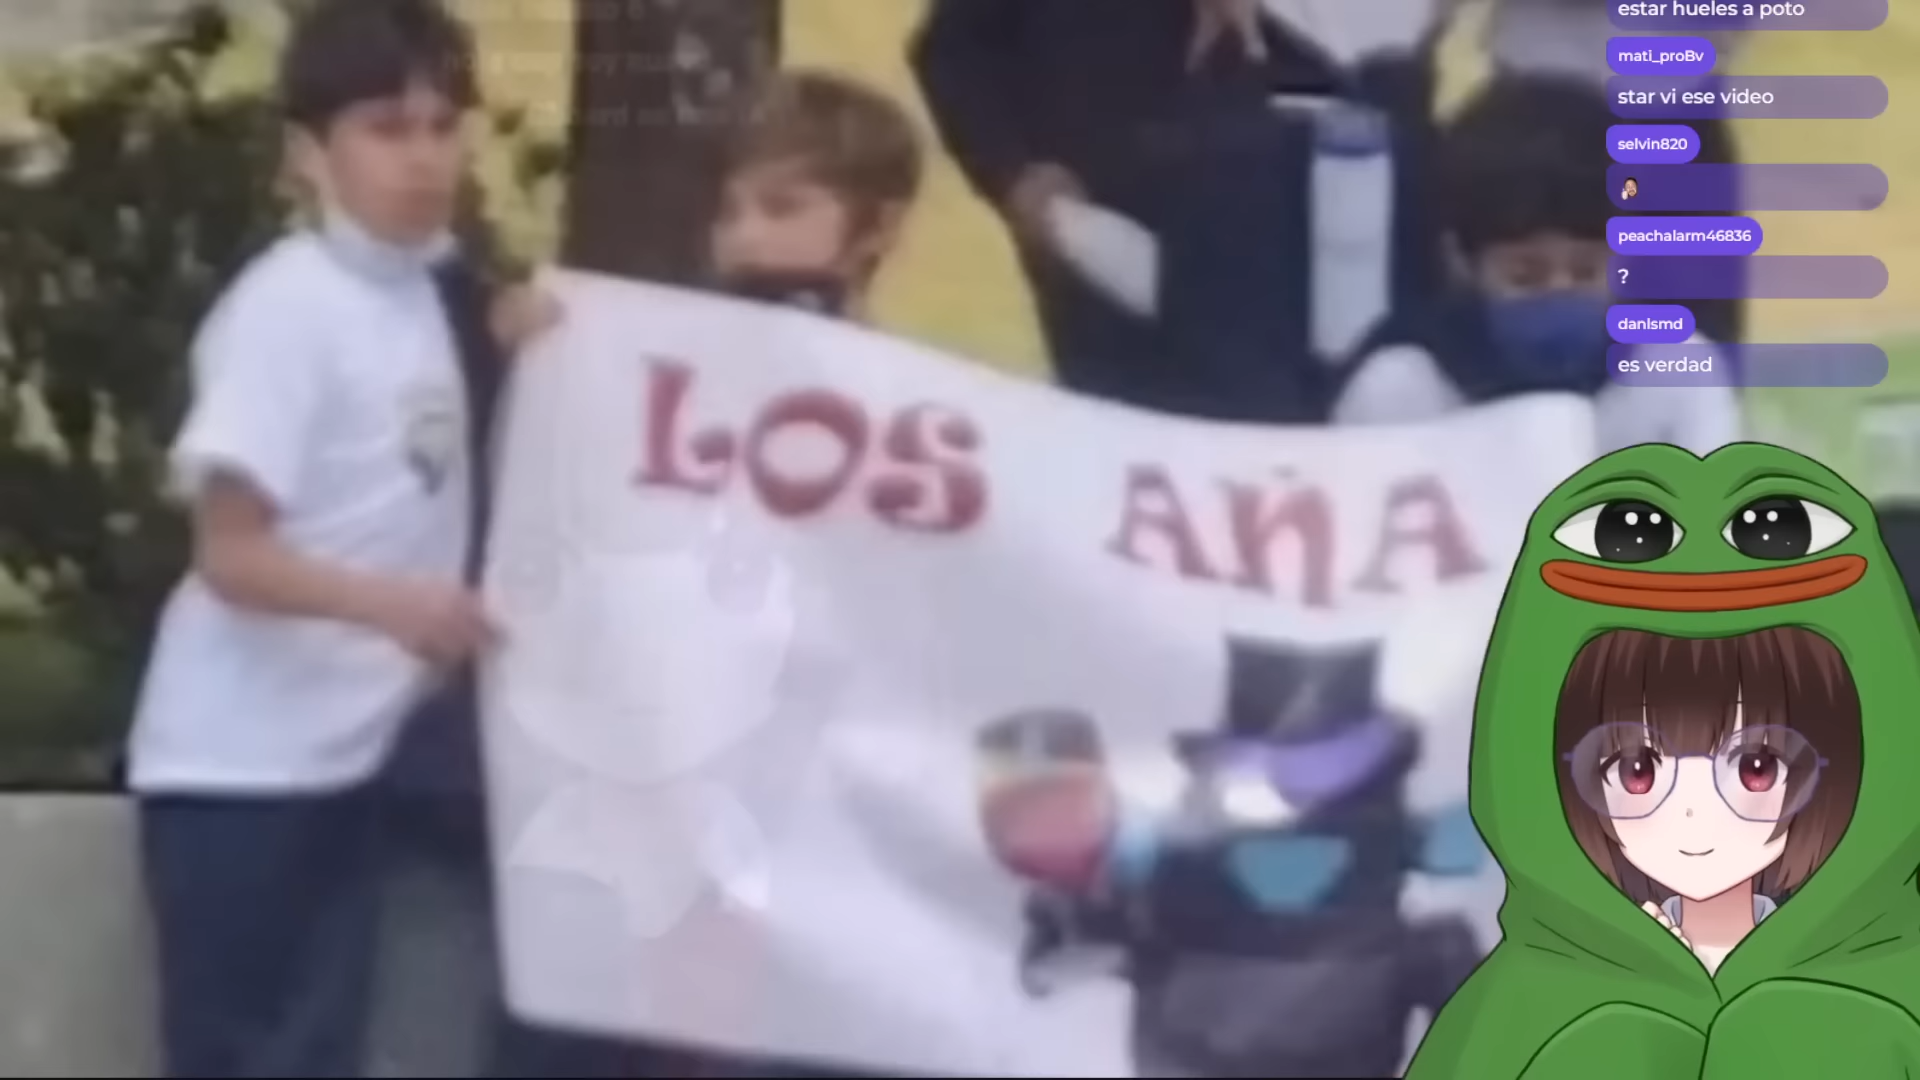 estar hueles a poto
mati_proBv
star vi ese video
selvin820
peachalarm46836
?
danlsmd
es verdad
LOS AÑA